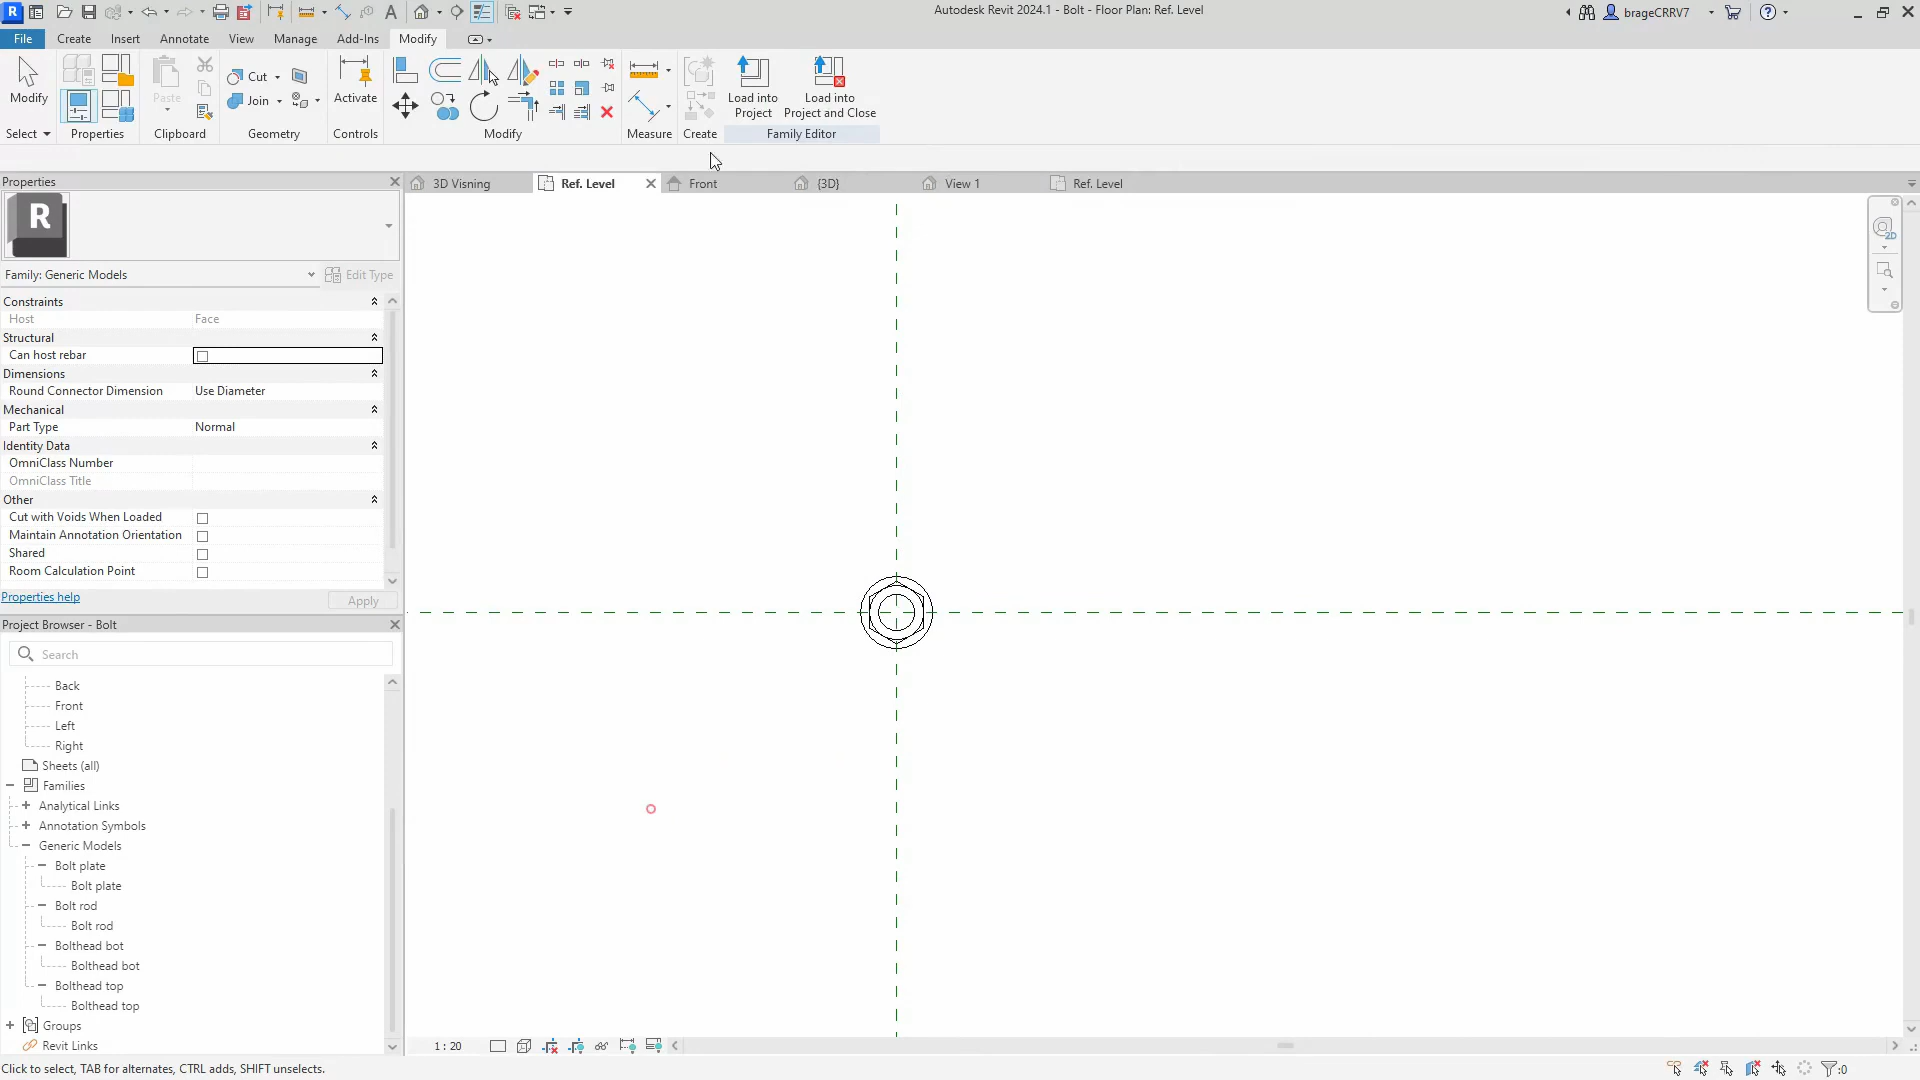 R
Autodesk Revit 2024.1 - Bolt - Floor Plan: Ref. Level
brageCRRV7
File
Create
Insert
Annotate
View
Manage
Add-Ins
Modify
Modify
Paste
Cut
Join
Activate
Load into
Project
Load into
Project and Close
Select
Properties
Clipboard
Geometry
Controls
Modify
Measure
Create
Family Editor
Properties
3D Visning
Ref. Level
Front
{3D}
View 1
Ref. Level
R
2D
Family: Generic Models
Edit Type
Constraints
Host Face
Structural
Can host rebar
Dimensions
Round Connector Dimension Use Diameter
Mechanical
Part Type Normal
Identity Data
OmniClass Number
OmniClass Title
Other
Cut with Voids When Loaded
Maintain Annotation Orientation
Shared
Room Calculation Point
Properties help
Apply
Project Browser - Bolt
Search
Back
Front
Left
Right
Sheets (all)
Families
Analytical Links
Annotation Symbols
Generic Models
Bolt plate
Bolt plate
Bolt rod
Bolt rod
Bolthead bot
Bolthead bot
Bolthead top
Bolthead top
Groups
Revit Links
1 : 20
Click to select, TAB for alternates, CTRL adds, SHIFT unselects.
:0